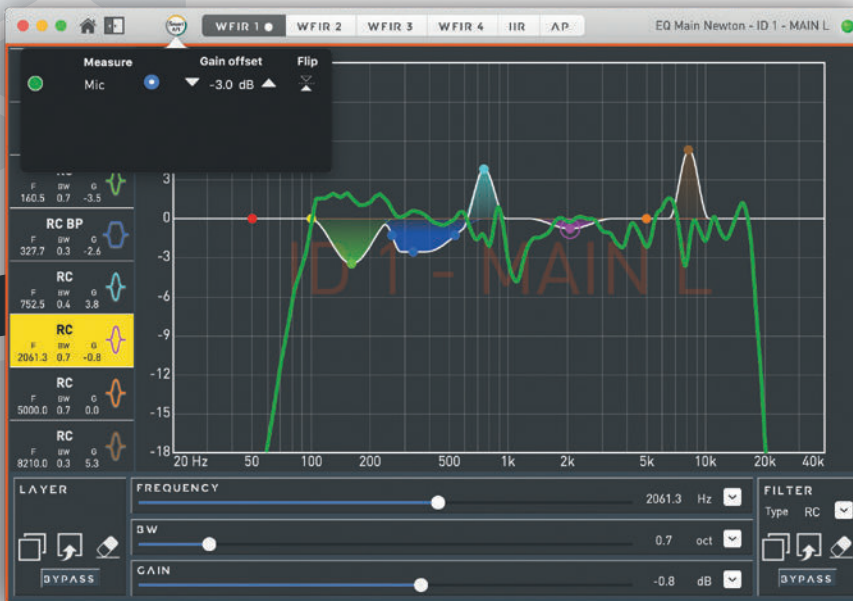 Smaart API
WFIR 1
WFIR 2
WFIR 3
WFIR 4
IIR
AP
EQ Main Newton - ID 1 - MAIN L
Measure Gain offset Flip
Mic -3.0 dB
F BW G
160.5 0.7 -3.5
RC BP
F BW G
327.7 0.3 -2.6
RC
F BW G
752.5 0.4 3.8
RC
F BW G
2061.3 0.7 -0.8
RC
F BW G
5000.0 0.7 0.0
RC
F BW G
8210.0 0.3 5.3
3
0
-3
-6
-9
-12
-15
-18
ID 1 - MAIN L
20 Hz 50 100 200 500 1k 2k 5k 10k 20k 40k
LAYER
BYPASS
FREQUENCY
2061.3 Hz
BW
0.7 oct
GAIN
-0.8 dB
FILTER
Type RC
BYPASS